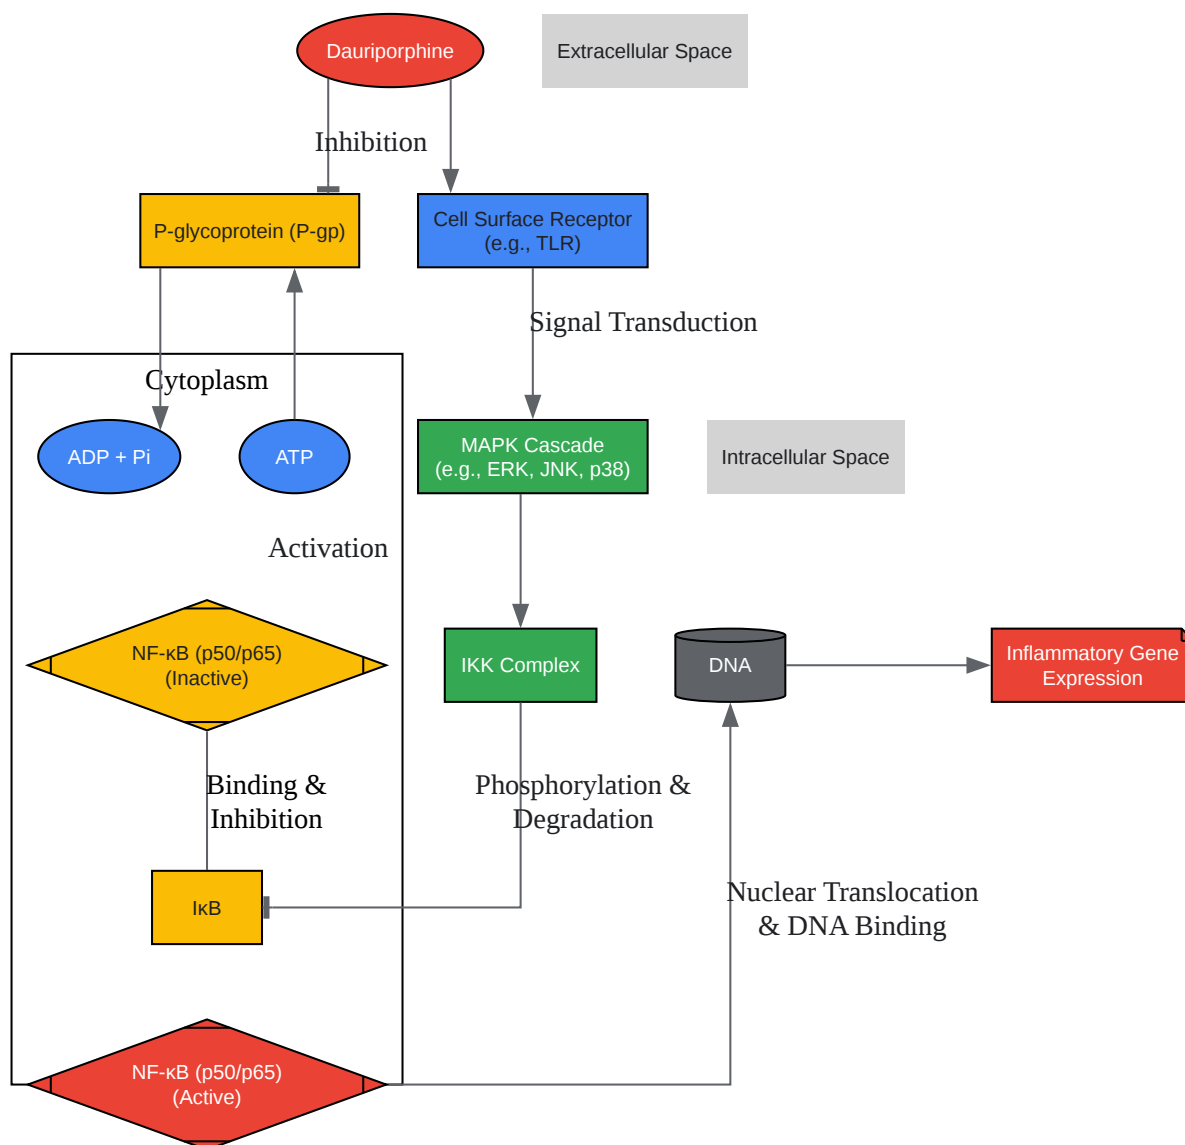 Dauriporphine
Extracellular Space
Inhibition
P-glycoprotein (P-gp)
Cell Surface Receptor
(e.g., TLR)
Signal Transduction
Cytoplasm
ADP + Pi
ATP
MAPK Cascade
(e.g., ERK, JNK, p38)
Intracellular Space
Activation
NF-κB (p50/p65)
(Inactive)
IKK Complex
DNA
Inflammatory Gene
Expression
Binding &
Inhibition
Phosphorylation &
Degradation
IκB
Nuclear Translocation
& DNA Binding
NF-κB (p50/p65)
(Active)